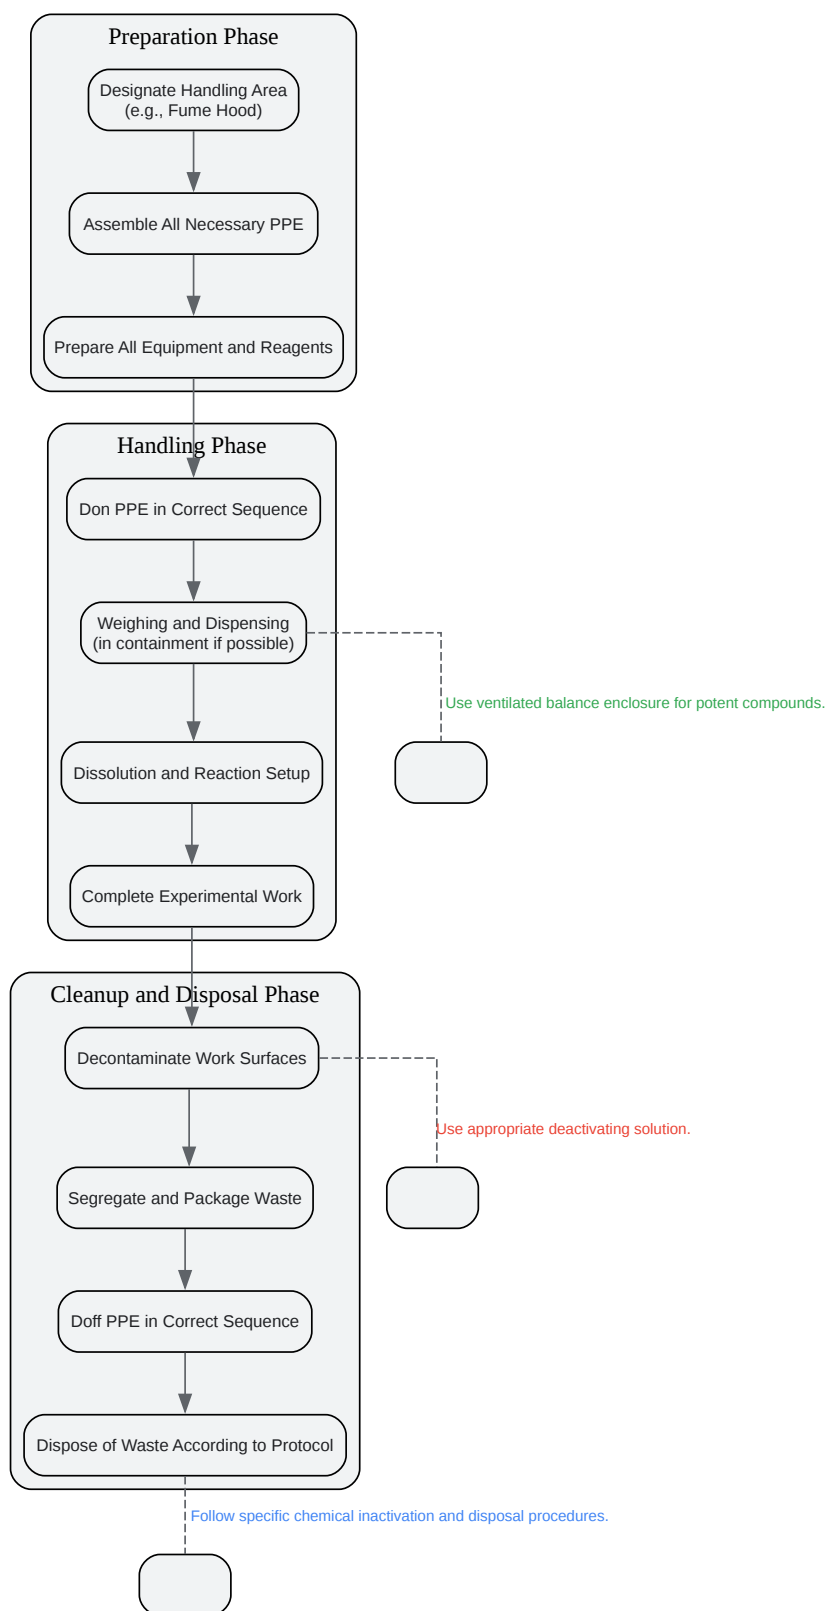 Preparation Phase
Designate Handling Area
(e.g., Fume Hood)
Assemble All Necessary PPE
Prepare All Equipment and Reagents
Handling Phase
Don PPE in Correct Sequence
Weighing and Dispensing
(in containment if possible)
Use ventilated balance enclosure for potent compounds.
Dissolution and Reaction Setup
Complete Experimental Work
Cleanup and Disposal Phase
Decontaminate Work Surfaces
Use appropriate deactivating solution.
Segregate and Package Waste
Doff PPE in Correct Sequence
Dispose of Waste According to Protocol
Follow specific chemical inactivation and disposal procedures.